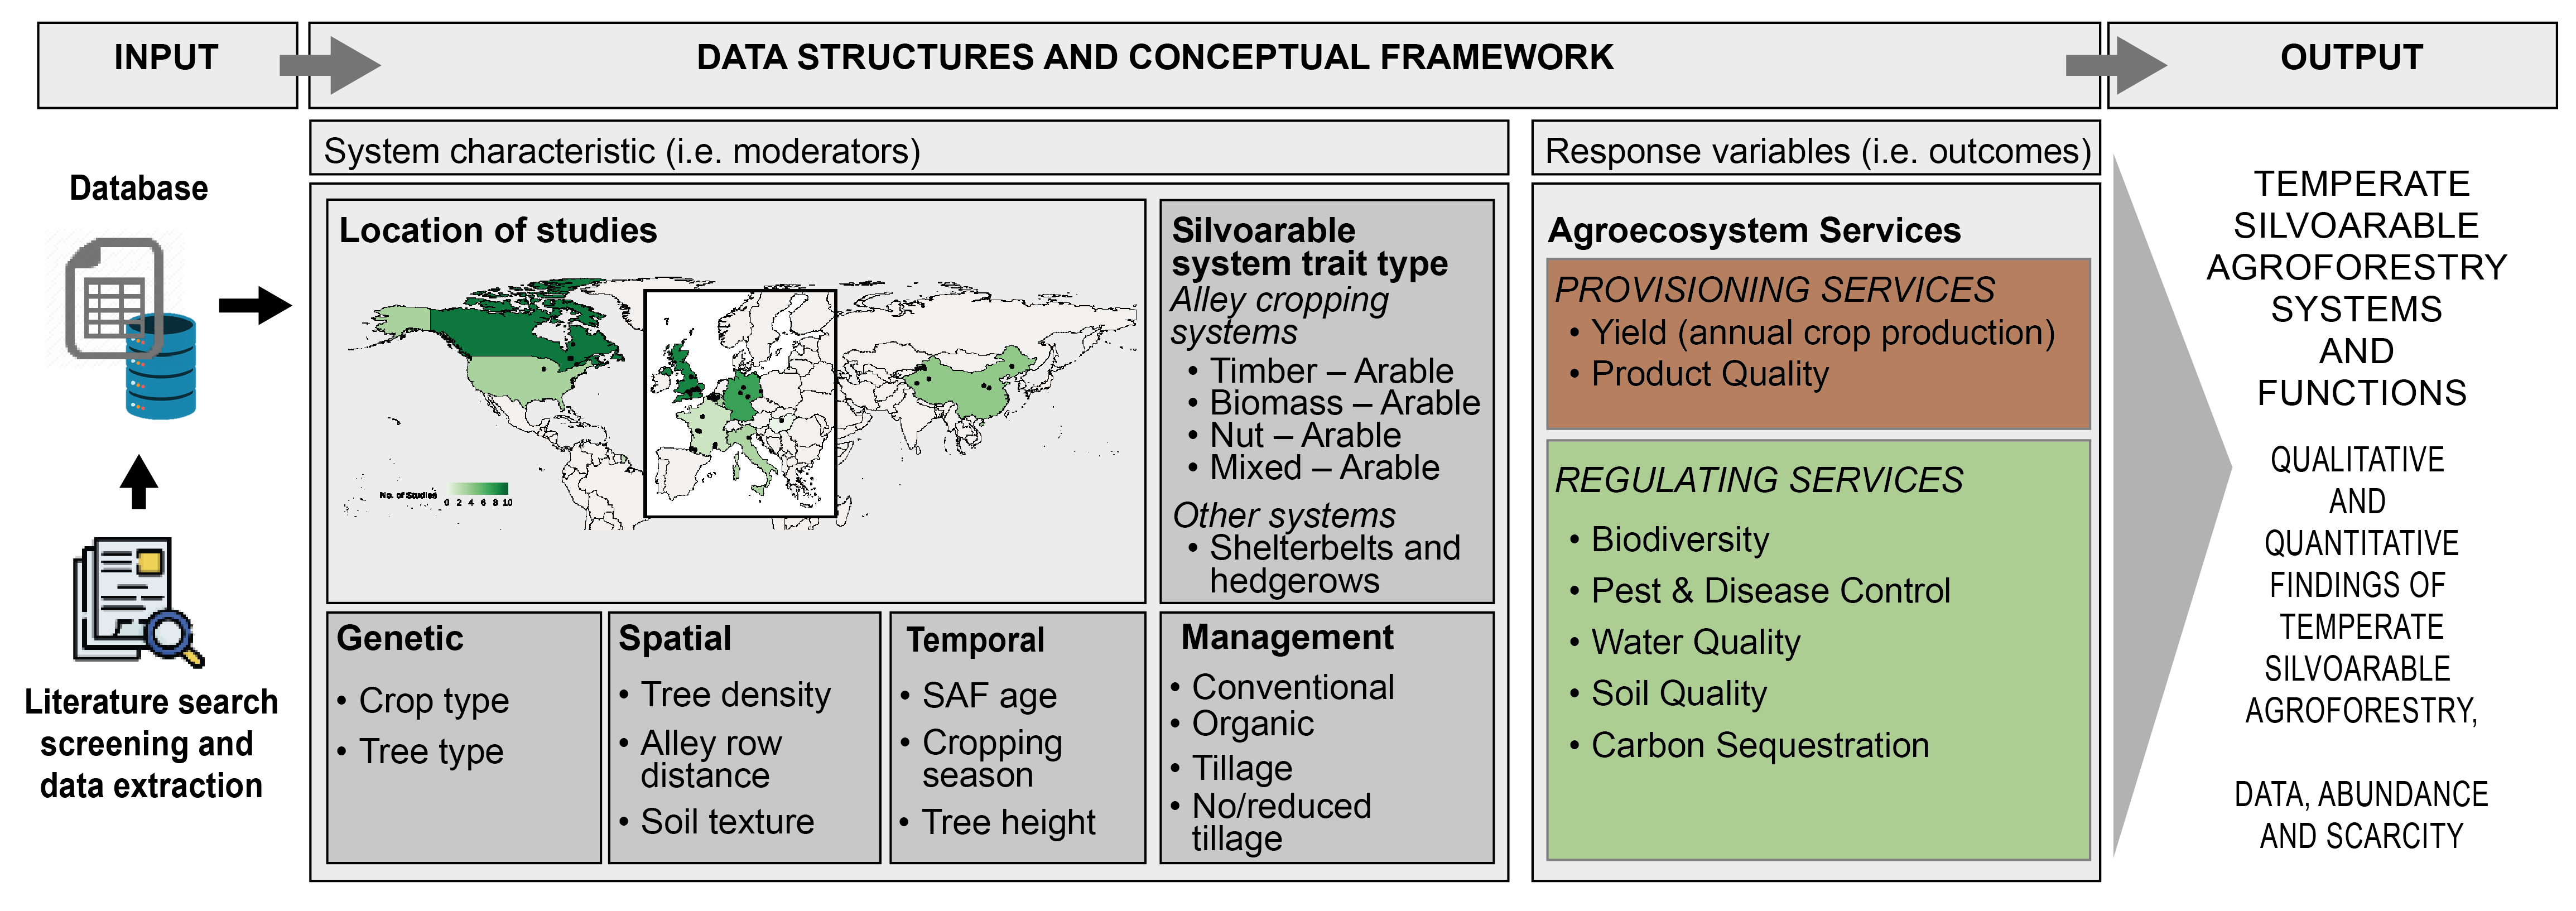 INPUT
DATA STRUCTURES AND CONCEPTUAL FRAMEWORK
OUTPUT
Database
Literature search
screening and
data extraction
System characteristic (i.e. moderators)
Location of studies
No. of Studies
0 2 4 6 8 10
Silvoarable
system trait type
Alley cropping
systems
• Timber – Arable
• Biomass – Arable
• Nut – Arable
• Mixed – Arable
Other systems
• Shelterbelts and
hedgerows
Genetic
• Crop type
• Tree type
Spatial
• Tree density
• Alley row
distance
• Soil texture
Temporal
• SAF age
• Cropping
season
• Tree height
Management
• Conventional
• Organic
• Tillage
• No/reduced
tillage
Response variables (i.e. outcomes)
Agroecosystem Services
PROVISIONING SERVICES
• Yield (annual crop production)
• Product Quality
REGULATING SERVICES
• Biodiversity
• Pest & Disease Control
• Water Quality
• Soil Quality
• Carbon Sequestration
TEMPERATE
SILVOARABLE
AGROFORESTRY
SYSTEMS
AND
FUNCTIONS
QUALITATIVE
AND
QUANTITATIVE
FINDINGS OF
TEMPERATE
SILVOARABLE
AGROFORESTRY,
DATA, ABUNDANCE
AND SCARCITY